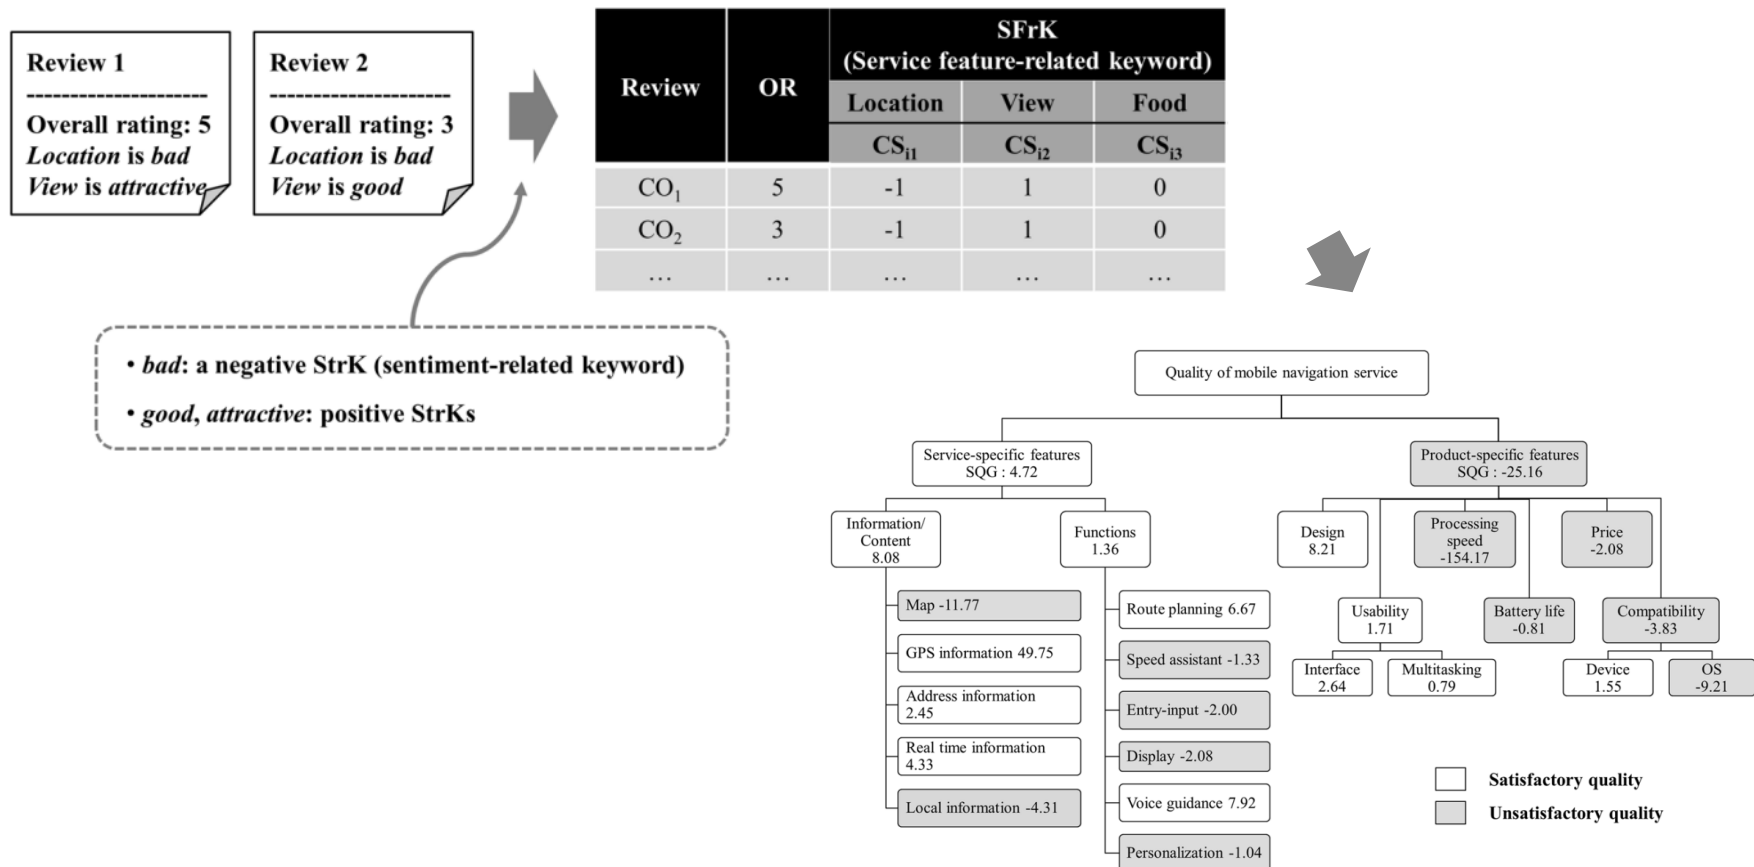 Review 1
---------------------
Overall rating: 5
Location is bad
View is attractive
Review 2
---------------------
Overall rating: 3
Location is bad
View is good
• bad: a negative StrK (sentiment-related keyword)
• good, attractive: positive StrKs
Review OR SFrK
(Service feature-related keyword)
Location View Food
CSi1 CSi2 CSi3
CO1 5 -1 1 0
CO2 3 -1 1 0
… … … … …
Quality of mobile navigation service
Service-specific features
SQG : 4.72
Product-specific features
SQG : -25.16
Information/
Content
8.08
Functions
1.36
Design
8.21
Processing
speed
-154.17
Price
-2.08
Map -11.77
GPS information 49.75
Address information
2.45
Real time information
4.33
Local information -4.31
Route planning 6.67
Speed assistant -1.33
Entry-input -2.00
Display -2.08
Voice guidance 7.92
Personalization -1.04
Usability
1.71
Battery life
-0.81
Compatibility
-3.83
Interface
2.64
Multitasking
0.79
Device
1.55
OS
-9.21
Satisfactory quality
Unsatisfactory quality